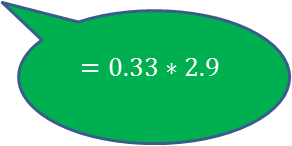 = 0.33 ∗ 2.9